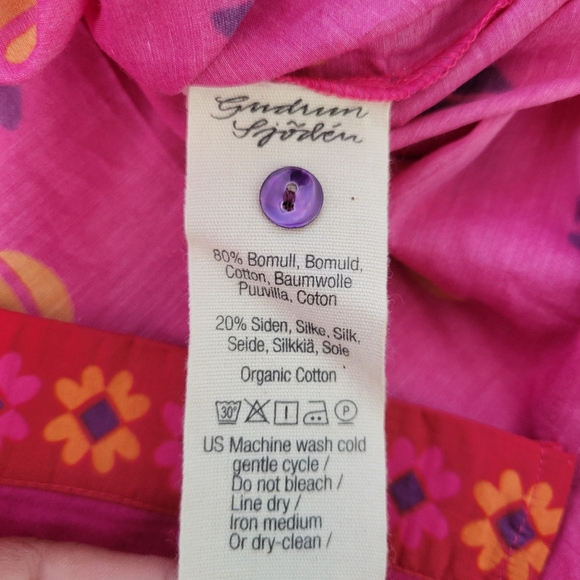 Gudrun
Sjödén
80% Bomull, Bomuld,
Cotton, Baumwolle
Puuvilla, Coton
20% Siden, Silke, Silk,
Seide, Silkkiä, Soie
Organic Cotton
30° P
US Machine wash cold
gentle cycle /
Do not bleach /
Line dry /
Iron medium
Or dry-clean /